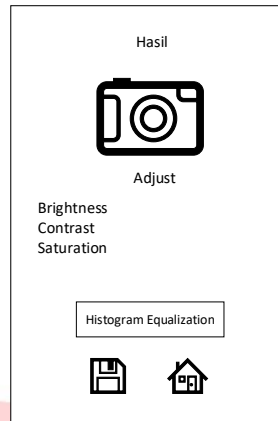 Hasil
Adjust
Brightness
Contrast
Saturation
Histogram Equalization